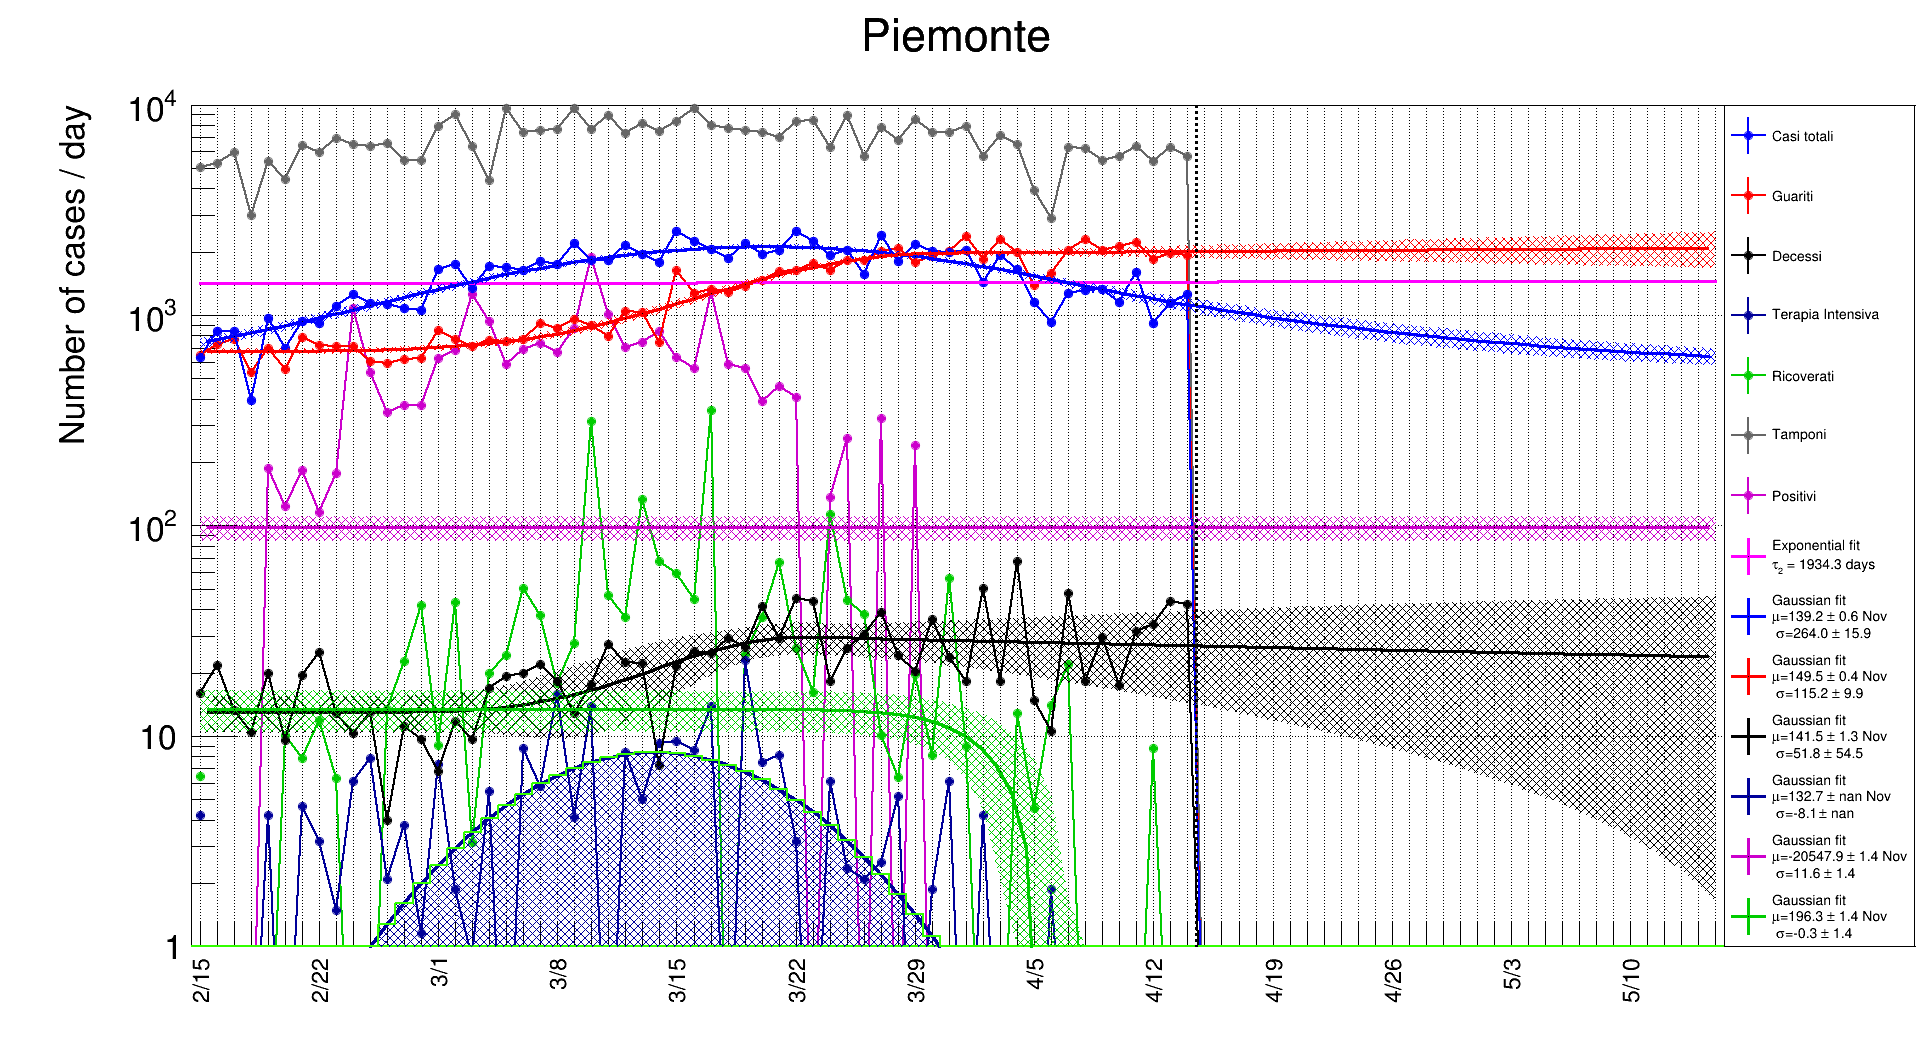 Piemonte
Number of cases / day
10^4
10^3
10^2
10
1
2/15
2/22
3/1
3/8
3/15
3/22
3/29
4/5
4/12
4/19
4/26
5/3
5/10
Casi totali
Guariti
Decessi
Terapia Intensiva
Ricoverati
Tamponi
Positivi
Exponential fit
τ₂ = 1934.3 days
Gaussian fit
μ=139.2 ± 0.6 Nov
σ=264.0 ± 15.9
Gaussian fit
μ=149.5 ± 0.4 Nov
σ=115.2 ± 9.9
Gaussian fit
μ=141.5 ± 1.3 Nov
σ=51.8 ± 54.5
Gaussian fit
μ=132.7 ± nan Nov
σ=-8.1 ± nan
Gaussian fit
μ=-20547.9 ± 1.4 Nov
σ=11.6 ± 1.4
Gaussian fit
μ=196.3 ± 1.4 Nov
σ=-0.3 ± 1.4